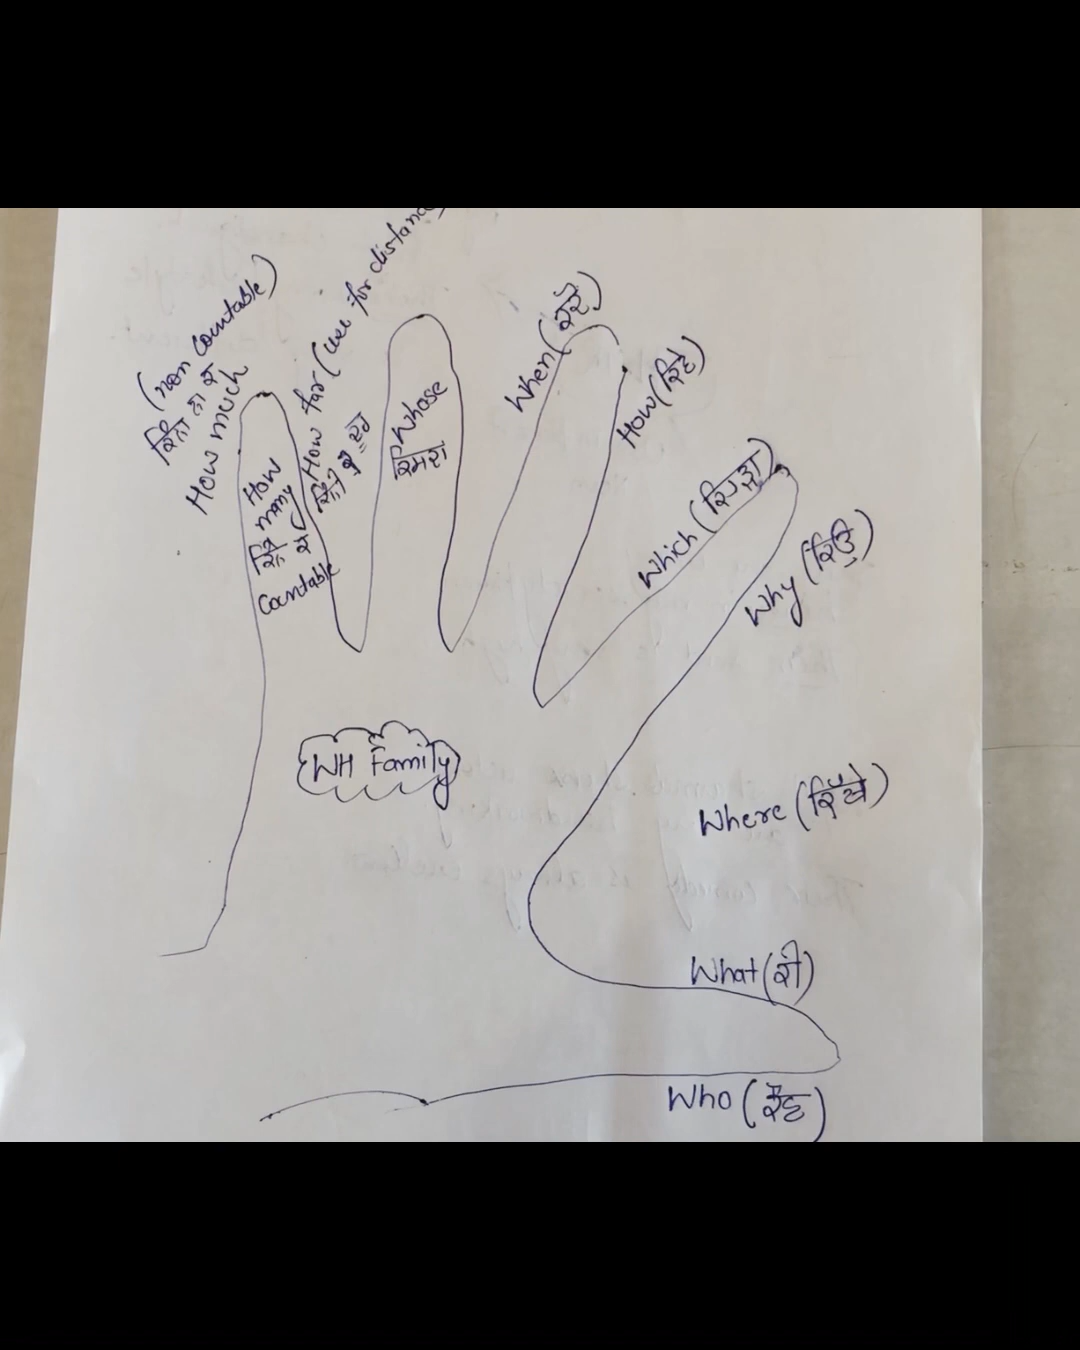 (non countable)
ਕਿੰਨਾ ਨਾ ਦੇ
How much
How
many
ਕਿੰਨੇ ਦੇ
Countable
How far (use for distance)
ਕਿੰਨੀ ਦੂਰ
Whose
ਕਿਸਦਾ
When (ਕਦੋਂ)
How (ਕਿਵੇਂ)
Which (ਕਿਹੜਾ)
Why (ਕਿਉਂ)
WH Family
Where (ਕਿੱਥੇ)
What (ਕੀ)
Who (ਕੌਣ)